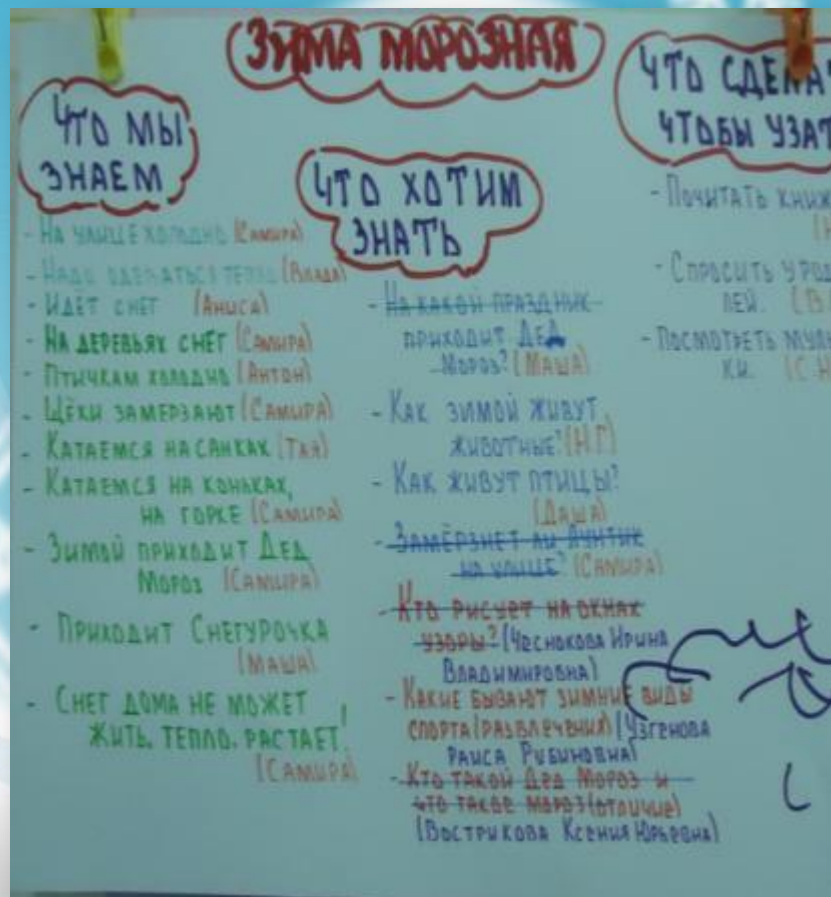 ЗИМА МОРОЗНАЯ
ЧТО МЫ
ЗНАЕМ
- НА УЛИЦЕ ХОЛОДНО (САМИРА)
- НАДО ОДЕВАТЬСЯ ТЕПЛО (ВЛАДА)
- ИДЁТ СНЕГ (АНИСА)
- НА ДЕРЕВЬЯХ СНЕГ (САМИРА)
- ПТИЧКАМ ХОЛОДНО (АНТОН)
- ЩЁКИ ЗАМЕРЗАЮТ (САМИРА)
- КАТАЕМСЯ НА САНКАХ (ТАЯ)
- КАТАЕМСЯ НА КОНЬКАХ,
НА ГОРКЕ (САМИРА)
- ЗИМОЙ ПРИХОДИТ ДЕД
МОРОЗ (САМИРА)
- ПРИХОДИТ СНЕГУРОЧКА
(МАША)
- СНЕГ ДОМА НЕ МОЖЕТ
ЖИТЬ, ТЕПЛО, РАСТАЕТ!
(САМИРА)
ЧТО ХОТИМ
ЗНАТЬ
- НА КАКОЙ ПРАЗДНИК
ПРИХОДИТ ДЕД
МОРОЗ? (МАША)
- КАК ЗИМОЙ ЖИВУТ
ЖИВОТНЫЕ? (Н.Г)
- КАК ЖИВУТ ПТИЦЫ?
(ДАША)
- ЗАМЁРЗНЕТ ЛИ ЛУНТИК
НА УЛИЦЕ? (САМИРА)
- КТО РИСУЕТ НА ОКНАХ
УЗОРЫ? (ЧЕСНОКОВА ИРИНА
ВЛАДИМИРОВНА)
- КАКИЕ БЫВАЮТ ЗИМНИЕ ВИДЫ
СПОРТА (РАЗВЛЕЧЕНИЯ) (УЗГЕНОВА
РАИСА РУБИНОВНА)
- КТО ТАКОЙ ДЕД МОРОЗ И
ЧТО ТАКОЕ МОРОЗ (ОТЛИЧИЕ)
(ВОСТРИКОВА КСЕНИЯ ЮРЬЕВНА)
ЧТО СДЕЛАТ
ЧТОБЫ УЗАТ
- ПОЧИТАТЬ КНИЖ
(Н
- СПРОСИТЬ У РОД
ЛЕЙ. (В
- ПОСМОТРЕТЬ МУЛЬ
КИ. (С.Н